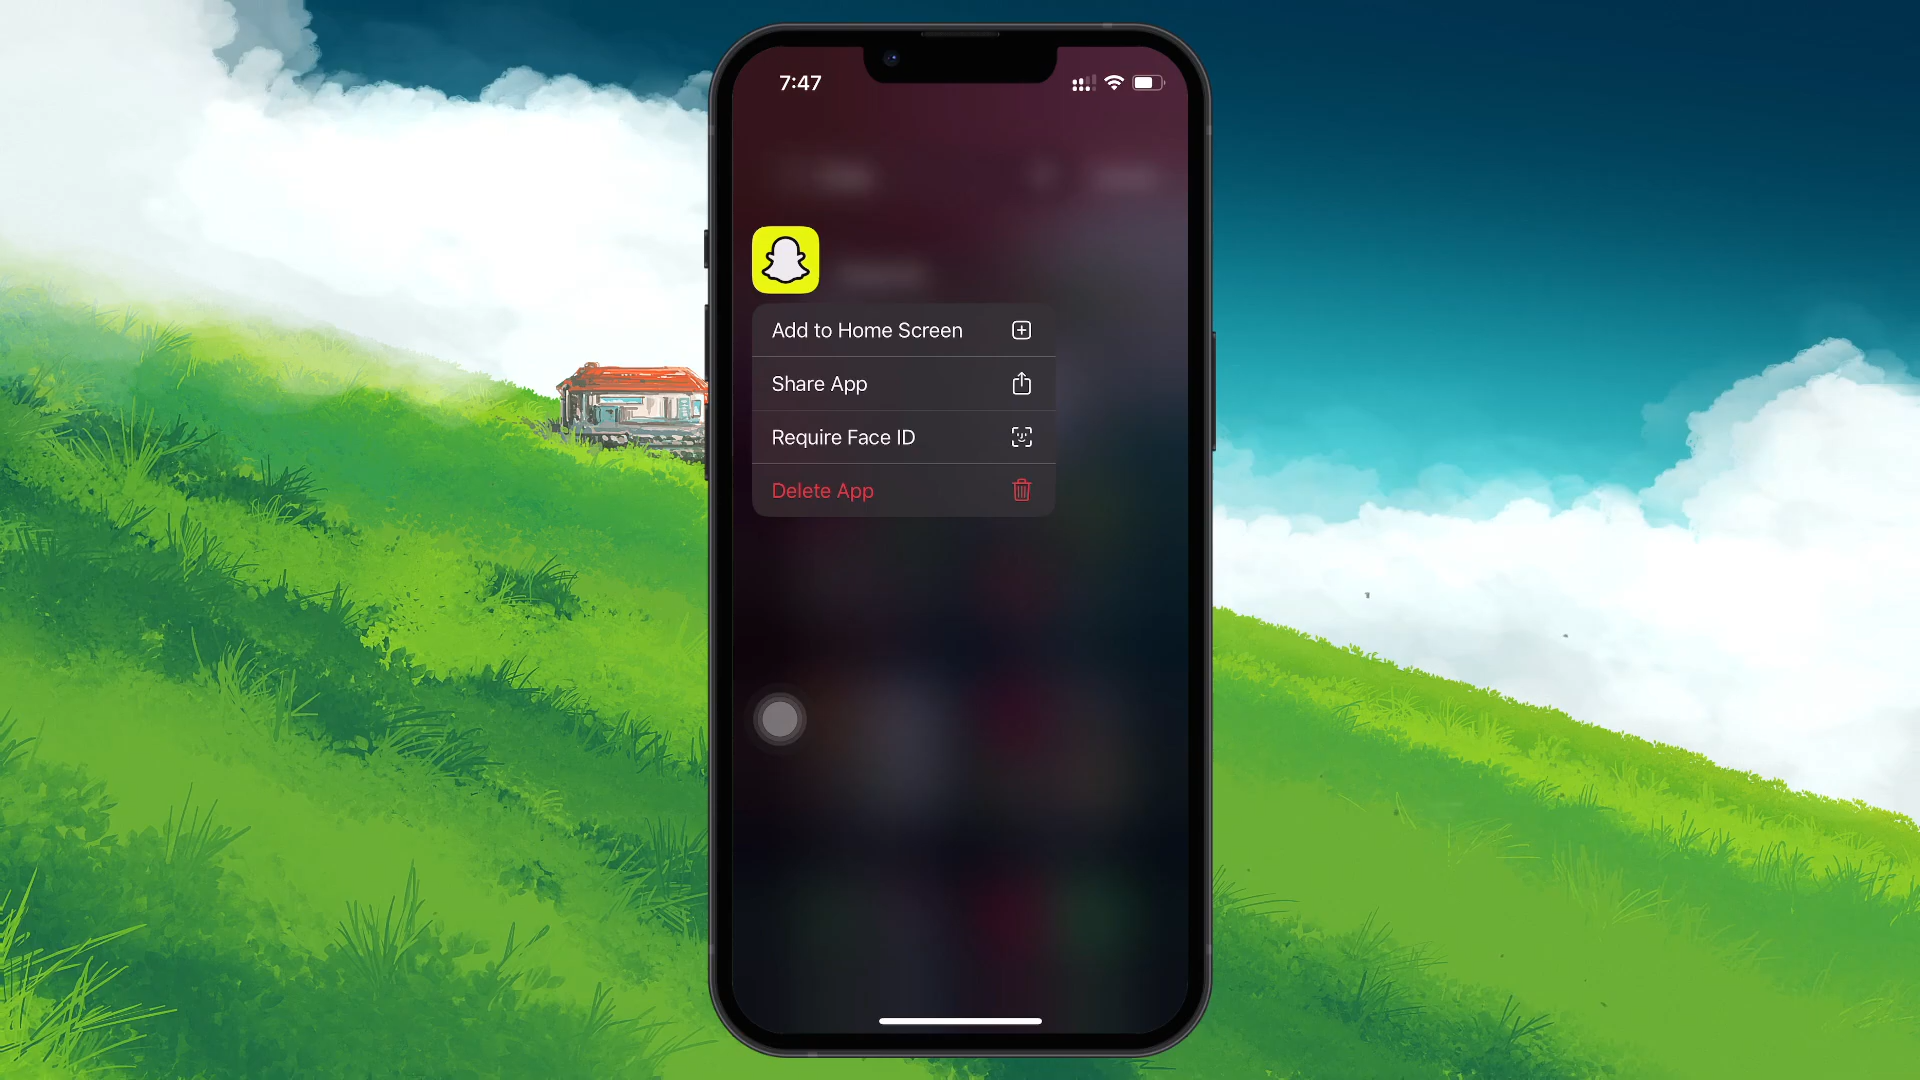 7:47
Add to Home Screen
Share App
Require Face ID
Delete App